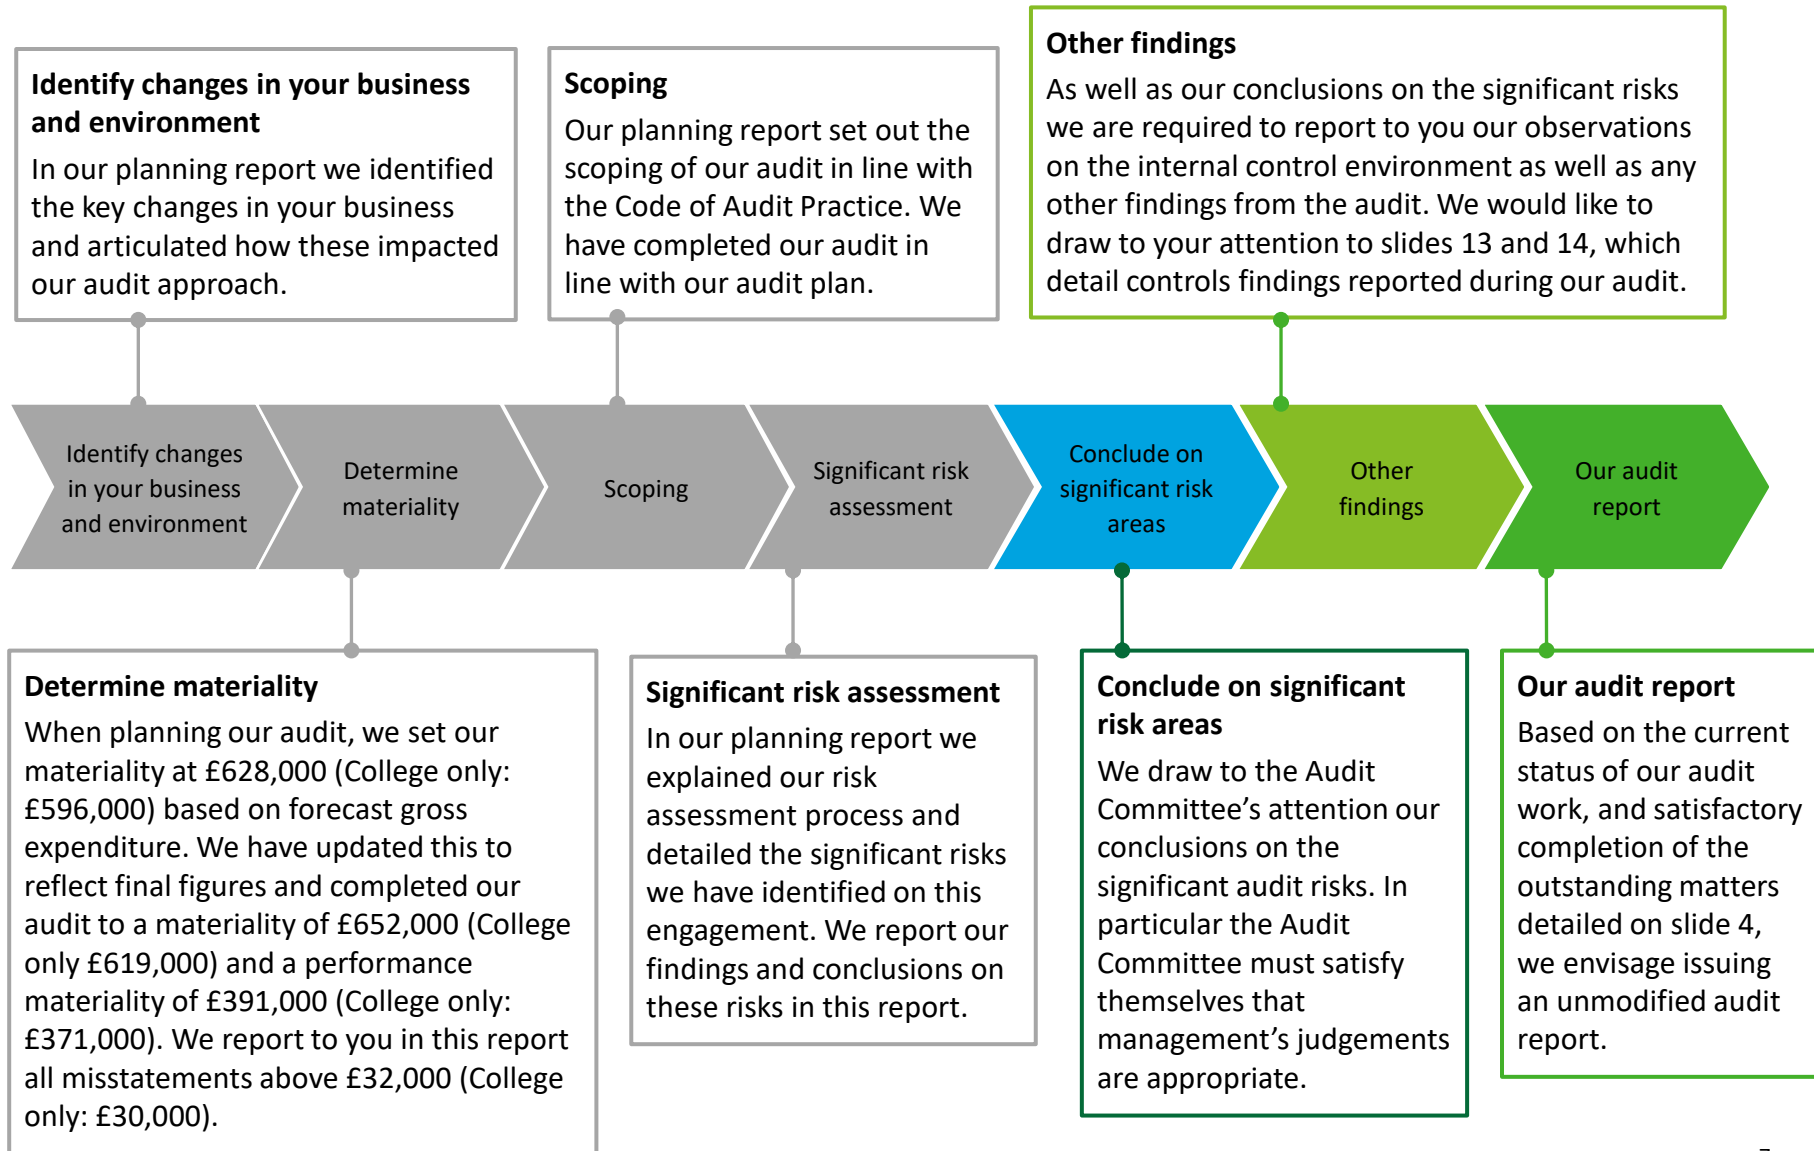 Identify changes in your business
and environment
In our planning report we identified
the key changes in your business
and articulated how these impacted
our audit approach.
Scoping
Our planning report set out the
scoping of our audit in line with
the Code of Audit Practice. We
have completed our audit in
line with our audit plan.
Other findings
As well as our conclusions on the significant risks
we are required to report to you our observations
on the internal control environment as well as any
other findings from the audit. We would like to
draw to your attention to slides 13 and 14, which
detail controls findings reported during our audit.
Identify changes
in your business
and environment
Determine
materiality
Scoping
Significant risk
assessment
Conclude on
significant risk
areas
Other
findings
Our audit
report
Determine materiality
When planning our audit, we set our
materiality at £628,000 (College only:
£596,000) based on forecast gross
expenditure. We have updated this to
reflect final figures and completed our
audit to a materiality of £652,000 (College
only £619,000) and a performance
materiality of £391,000 (College only:
£371,000). We report to you in this report
all misstatements above £32,000 (College
only: £30,000).
Significant risk assessment
In our planning report we
explained our risk
assessment process and
detailed the significant risks
we have identified on this
engagement. We report our
findings and conclusions on
these risks in this report.
Conclude on significant
risk areas
We draw to the Audit
Committee’s attention our
conclusions on the
significant audit risks. In
particular the Audit
Committee must satisfy
themselves that
management’s judgements
are appropriate.
Our audit report
Based on the current
status of our audit
work, and satisfactory
completion of the
outstanding matters
detailed on slide 4,
we envisage issuing
an unmodified audit
report.